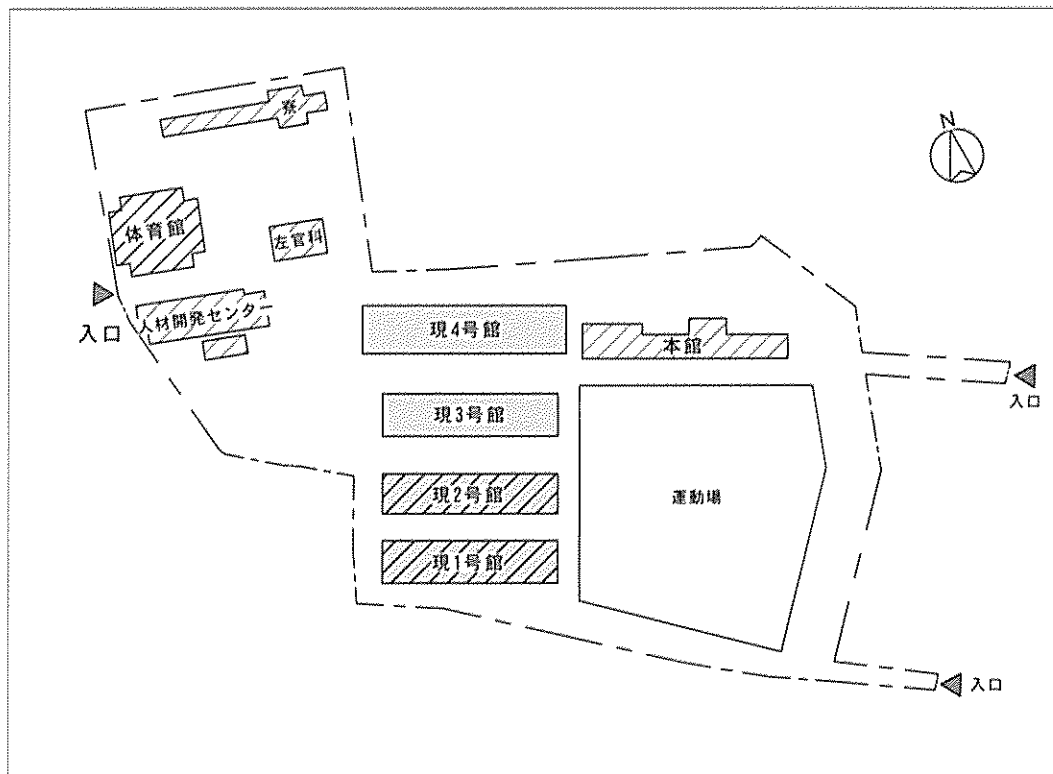 寮
N
体育館
左官科
入口
人材開発センター
現4号館
本館
入口
現3号館
現2号館
運動場
現1号館
入口